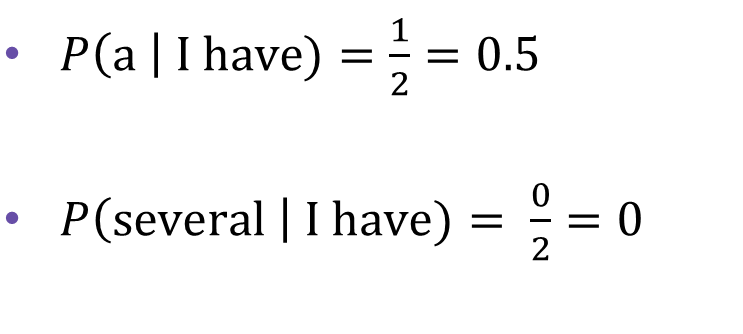 • P(a | I have) = 1/2 = 0.5
• P(several | I have) = 0/2 = 0